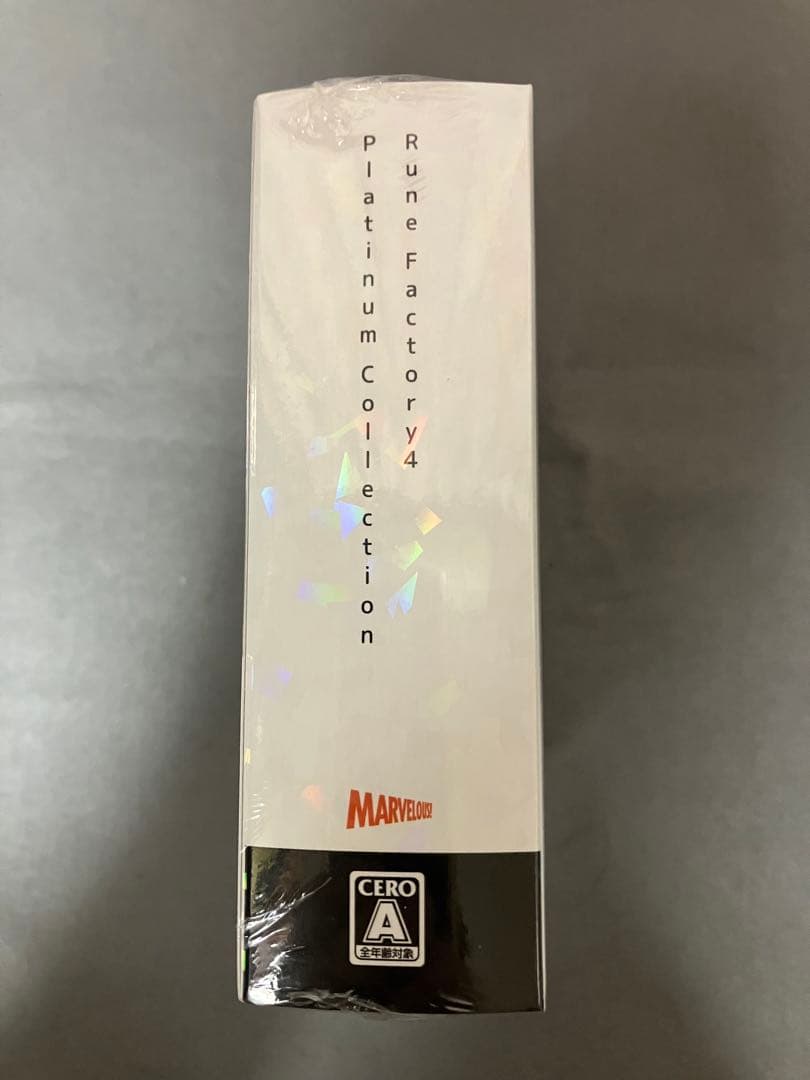 Rune Factory4
Platinum Collection
MARVELOUS!
CERO
A
全年齢対象